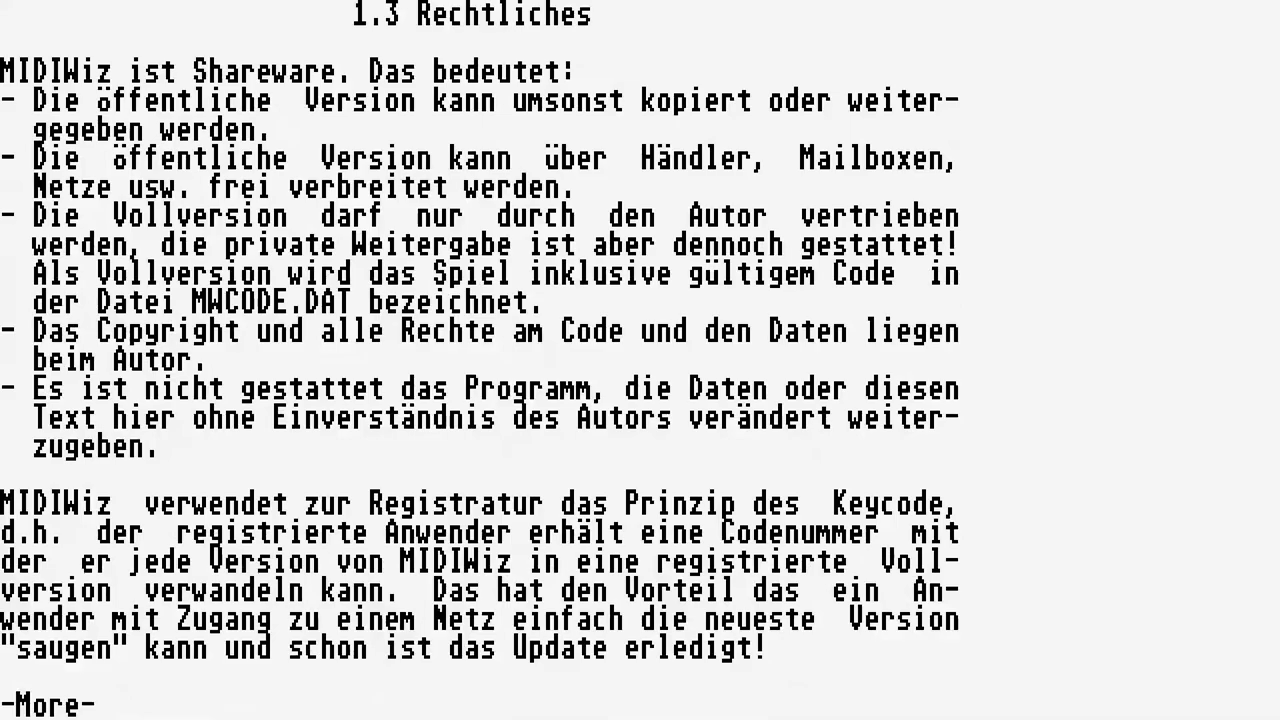 1.3 Rechtliches
MIDIWiz ist Shareware. Das bedeutet:
- Die öffentliche  Version kann umsonst kopiert oder weiter-
gegeben werden.
- Die  öffentliche  Version kann  über  Händler,  Mailboxen,
Netze usw. frei verbreitet werden.
- Die  Vollversion  darf  nur  durch  den  Autor  vertrieben
werden, die private Weitergabe ist aber dennoch gestattet!
Als Vollversion wird das Spiel inklusive gültigem Code  in
der Datei MWCODE.DAT bezeichnet.
- Das Copyright und alle Rechte am Code und den Daten liegen
beim Autor.
- Es ist nicht gestattet das Programm, die Daten oder diesen
Text hier ohne Einverständnis des Autors verändert weiter-
zugeben.
MIDIWiz  verwendet zur Registratur das Prinzip des  Keycode,
d.h.  der  registrierte Anwender erhält eine Codenummer  mit
der  er jede Version von MIDIWiz in eine registrierte  Voll-
version  verwandeln kann.  Das hat den Vorteil das  ein  An-
wender mit Zugang zu einem Netz einfach die neueste  Version
"saugen" kann und schon ist das Update erledigt!
-More-